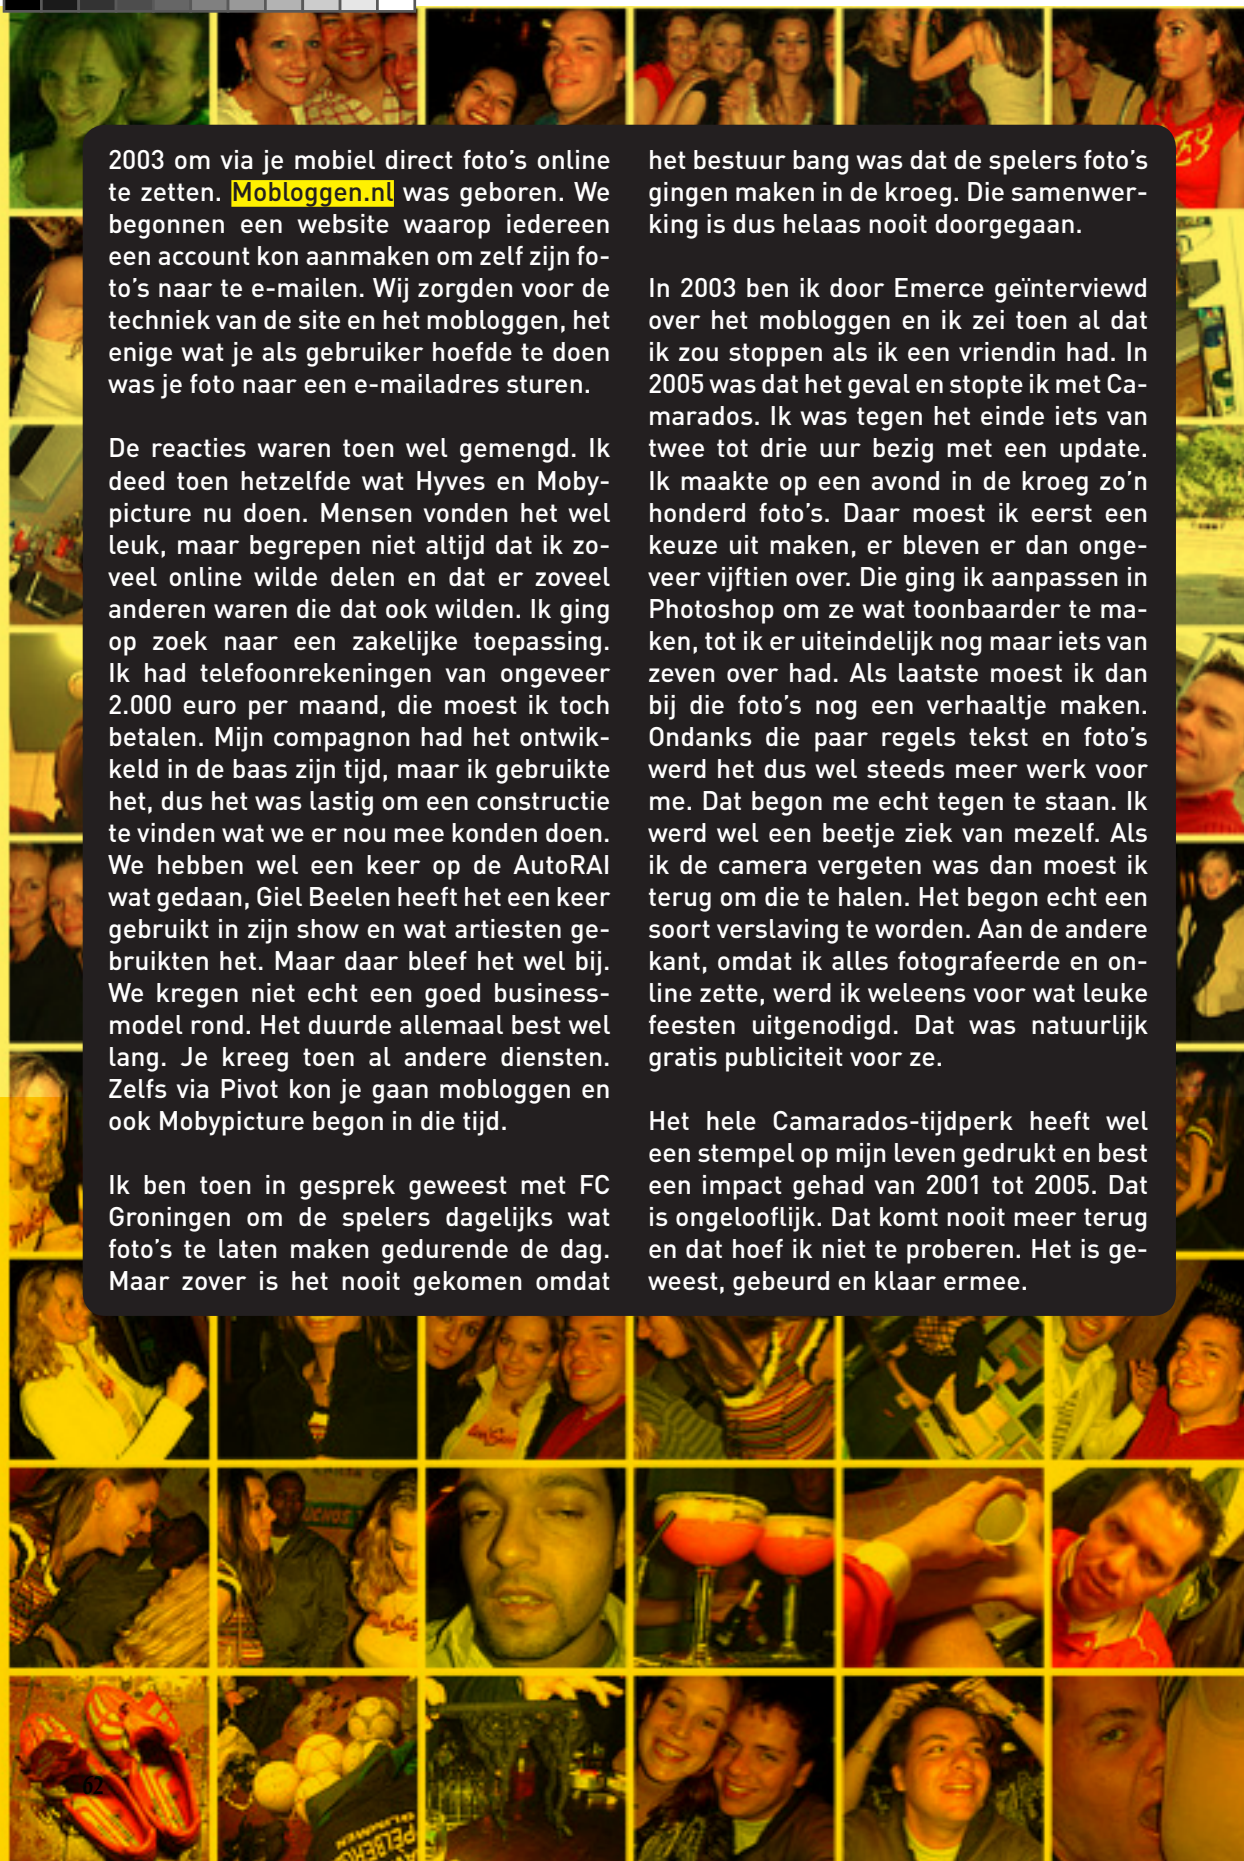 2003 om via je mobiel direct foto's online
te zetten. Mobloggen.nl was geboren. We
begonnen een website waarop iedereen
een account kon aanmaken om zelf zijn fo-
to's naar te e-mailen. Wij zorgden voor de
techniek van de site en het mobloggen, het
enige wat je als gebruiker hoefde te doen
was je foto naar een e-mailadres sturen.
De reacties waren toen wel gemengd. Ik
deed toen hetzelfde wat Hyves en Moby-
picture nu doen. Mensen vonden het wel
leuk, maar begrepen niet altijd dat ik zo-
veel online wilde delen en dat er zoveel
anderen waren die dat ook wilden. Ik ging
op zoek naar een zakelijke toepassing.
Ik had telefoonrekeningen van ongeveer
2.000 euro per maand, die moest ik toch
betalen. Mijn compagnon had het ontwik-
keld in de baas zijn tijd, maar ik gebruikte
het, dus het was lastig om een constructie
te vinden wat we er nou mee konden doen.
We hebben wel een keer op de AutoRAI
wat gedaan, Giel Beelen heeft het een keer
gebruikt in zijn show en wat artiesten ge-
bruikten het. Maar daar bleef het wel bij.
We kregen niet echt een goed business-
model rond. Het duurde allemaal best wel
lang. Je kreeg toen al andere diensten.
Zelfs via Pivot kon je gaan mobloggen en
ook Mobypicture begon in die tijd.
Ik ben toen in gesprek geweest met FC
Groningen om de spelers dagelijks wat
foto's te laten maken gedurende de dag.
Maar zover is het nooit gekomen omdat
het bestuur bang was dat de spelers foto's
gingen maken in de kroeg. Die samenwer-
king is dus helaas nooit doorgegaan.
In 2003 ben ik door Emerce geïnterviewd
over het mobloggen en ik zei toen al dat
ik zou stoppen als ik een vriendin had. In
2005 was dat het geval en stopte ik met Ca-
marados. Ik was tegen het einde iets van
twee tot drie uur bezig met een update.
Ik maakte op een avond in de kroeg zo'n
honderd foto's. Daar moest ik eerst een
keuze uit maken, er bleven er dan onge-
veer vijftien over. Die ging ik aanpassen in
Photoshop om ze wat toonbaarder te ma-
ken, tot ik er uiteindelijk nog maar iets van
zeven over had. Als laatste moest ik dan
bij die foto's nog een verhaaltje maken.
Ondanks die paar regels tekst en foto's
werd het dus wel steeds meer werk voor
me. Dat begon me echt tegen te staan. Ik
werd wel een beetje ziek van mezelf. Als
ik de camera vergeten was dan moest ik
terug om die te halen. Het begon echt een
soort verslaving te worden. Aan de andere
kant, omdat ik alles fotografeerde en on-
line zette, werd ik weleens voor wat leuke
feesten uitgenodigd. Dat was natuurlijk
gratis publiciteit voor ze.
Het hele Camarados-tijdperk heeft wel
een stempel op mijn leven gedrukt en best
een impact gehad van 2001 tot 2005. Dat
is ongelooflijk. Dat komt nooit meer terug
en dat hoef ik niet te proberen. Het is ge-
weest, gebeurd en klaar ermee.
62